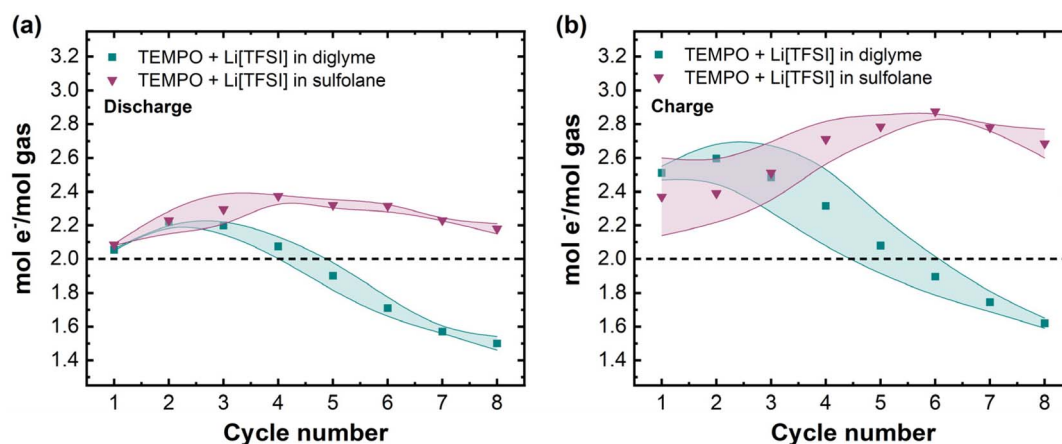 (a)
TEMPO + Li[TFSI] in diglyme
TEMPO + Li[TFSI] in sulfolane
Discharge
mol e⁻/mol gas
3.2
3.0
2.8
2.6
2.4
2.2
2.0
1.8
1.6
1.4
1 2 3 4 5 6 7 8
Cycle number
(b)
TEMPO + Li[TFSI] in diglyme
TEMPO + Li[TFSI] in sulfolane
Charge
mol e⁻/mol gas
3.2
3.0
2.8
2.6
2.4
2.2
2.0
1.8
1.6
1.4
1 2 3 4 5 6 7 8
Cycle number